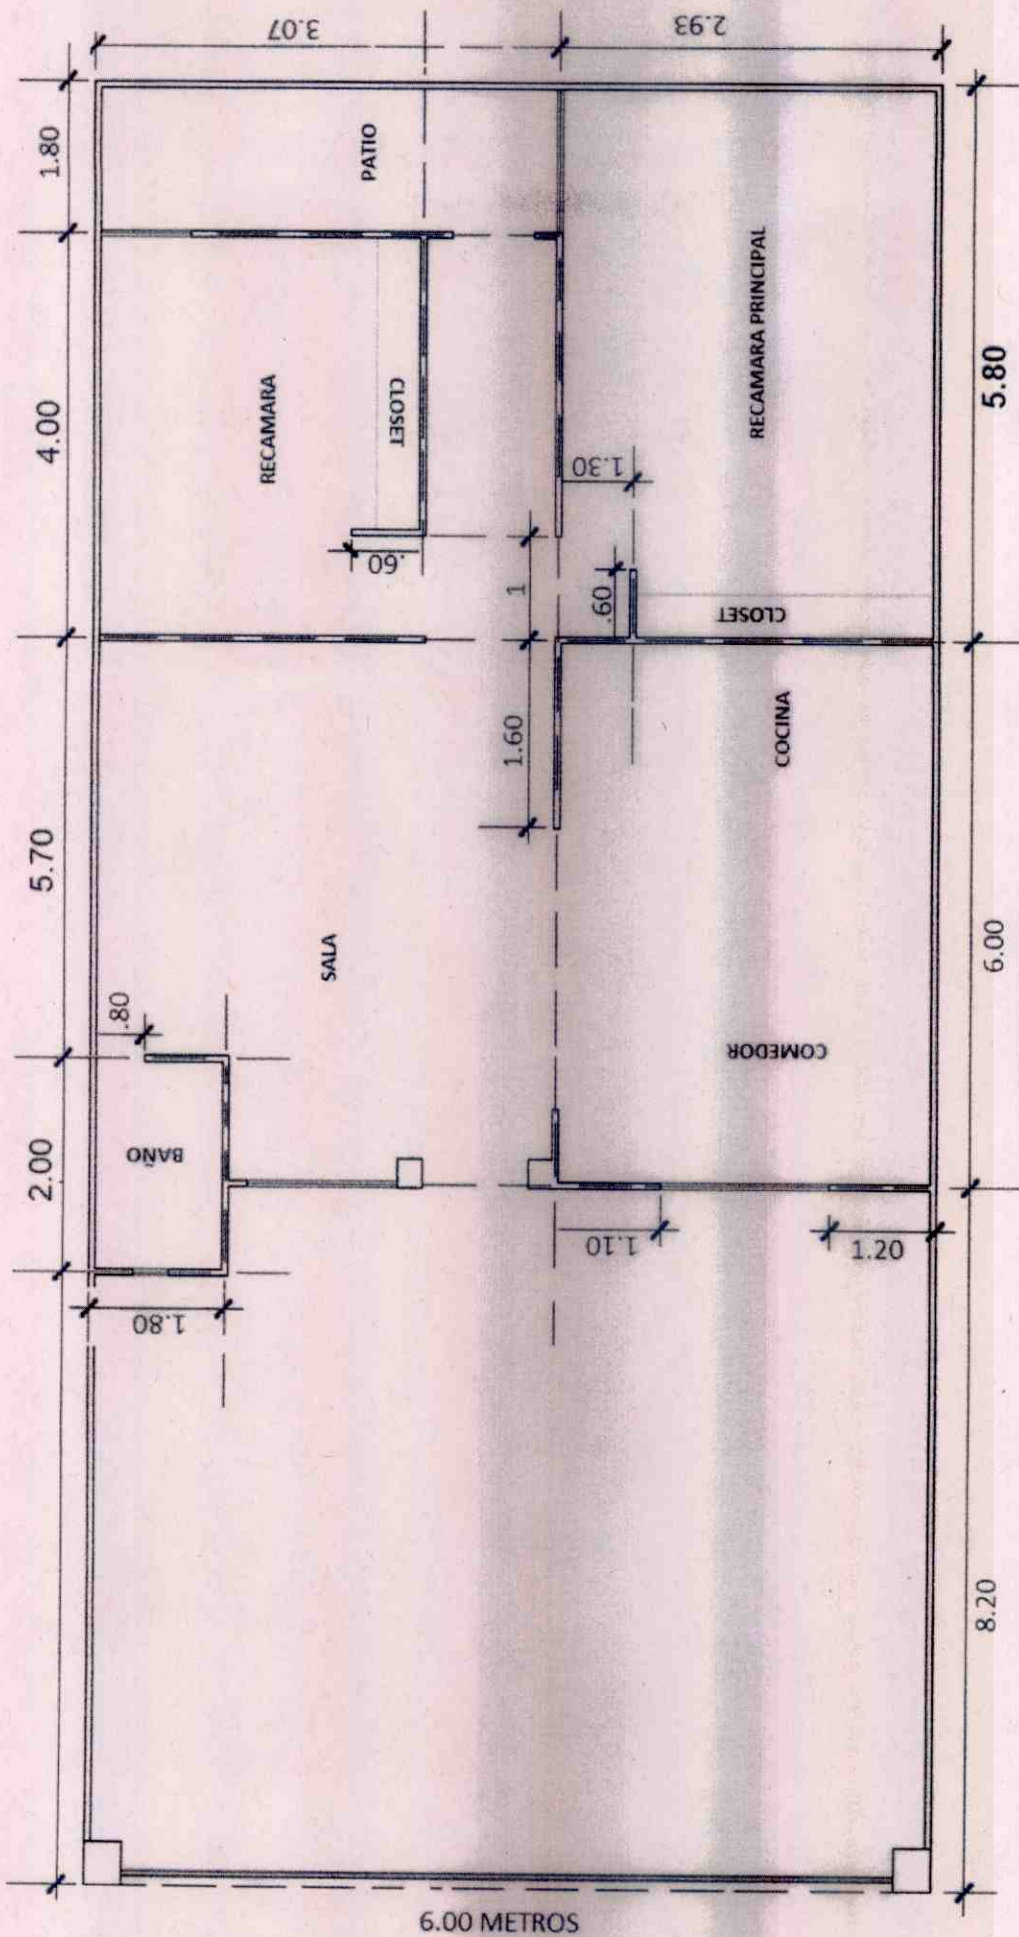 3.07
2.93
1.80
PATIO
4.00
RECAMARA
CLOSET
RECAMARA PRINCIPAL
5.80
1.30
.60
1
.60
CLOSET
5.70
1.60
COCINA
SALA
.80
COMEDOR
6.00
2.00
BAÑO
1.10
1.20
1.80
8.20
6.00 METROS